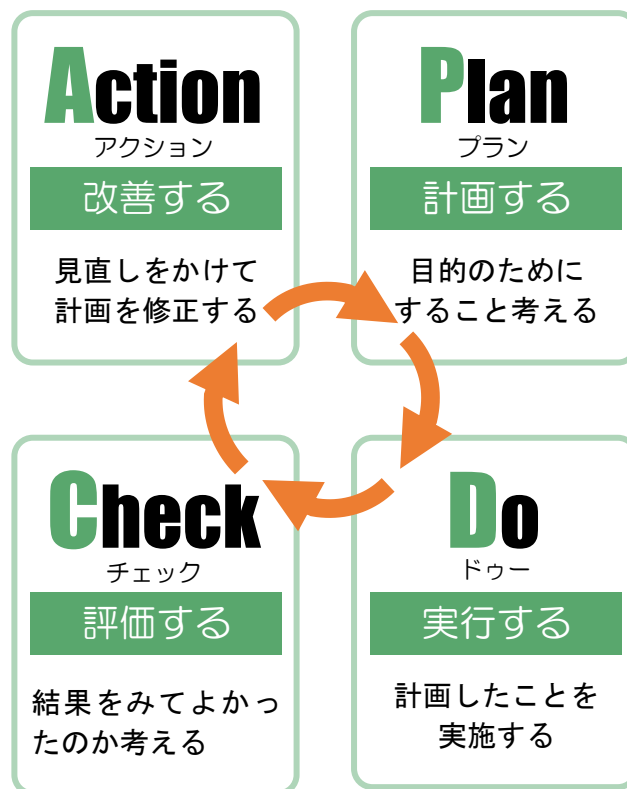 Action
アクション
改善する
見直しをかけて
計画を修正する
Plan
プラン
計画する
目的のために
すること考える
Check
チェック
評価する
結果をみてよかっ
たのか考える
Do
ドゥー
実行する
計画したことを
実施する